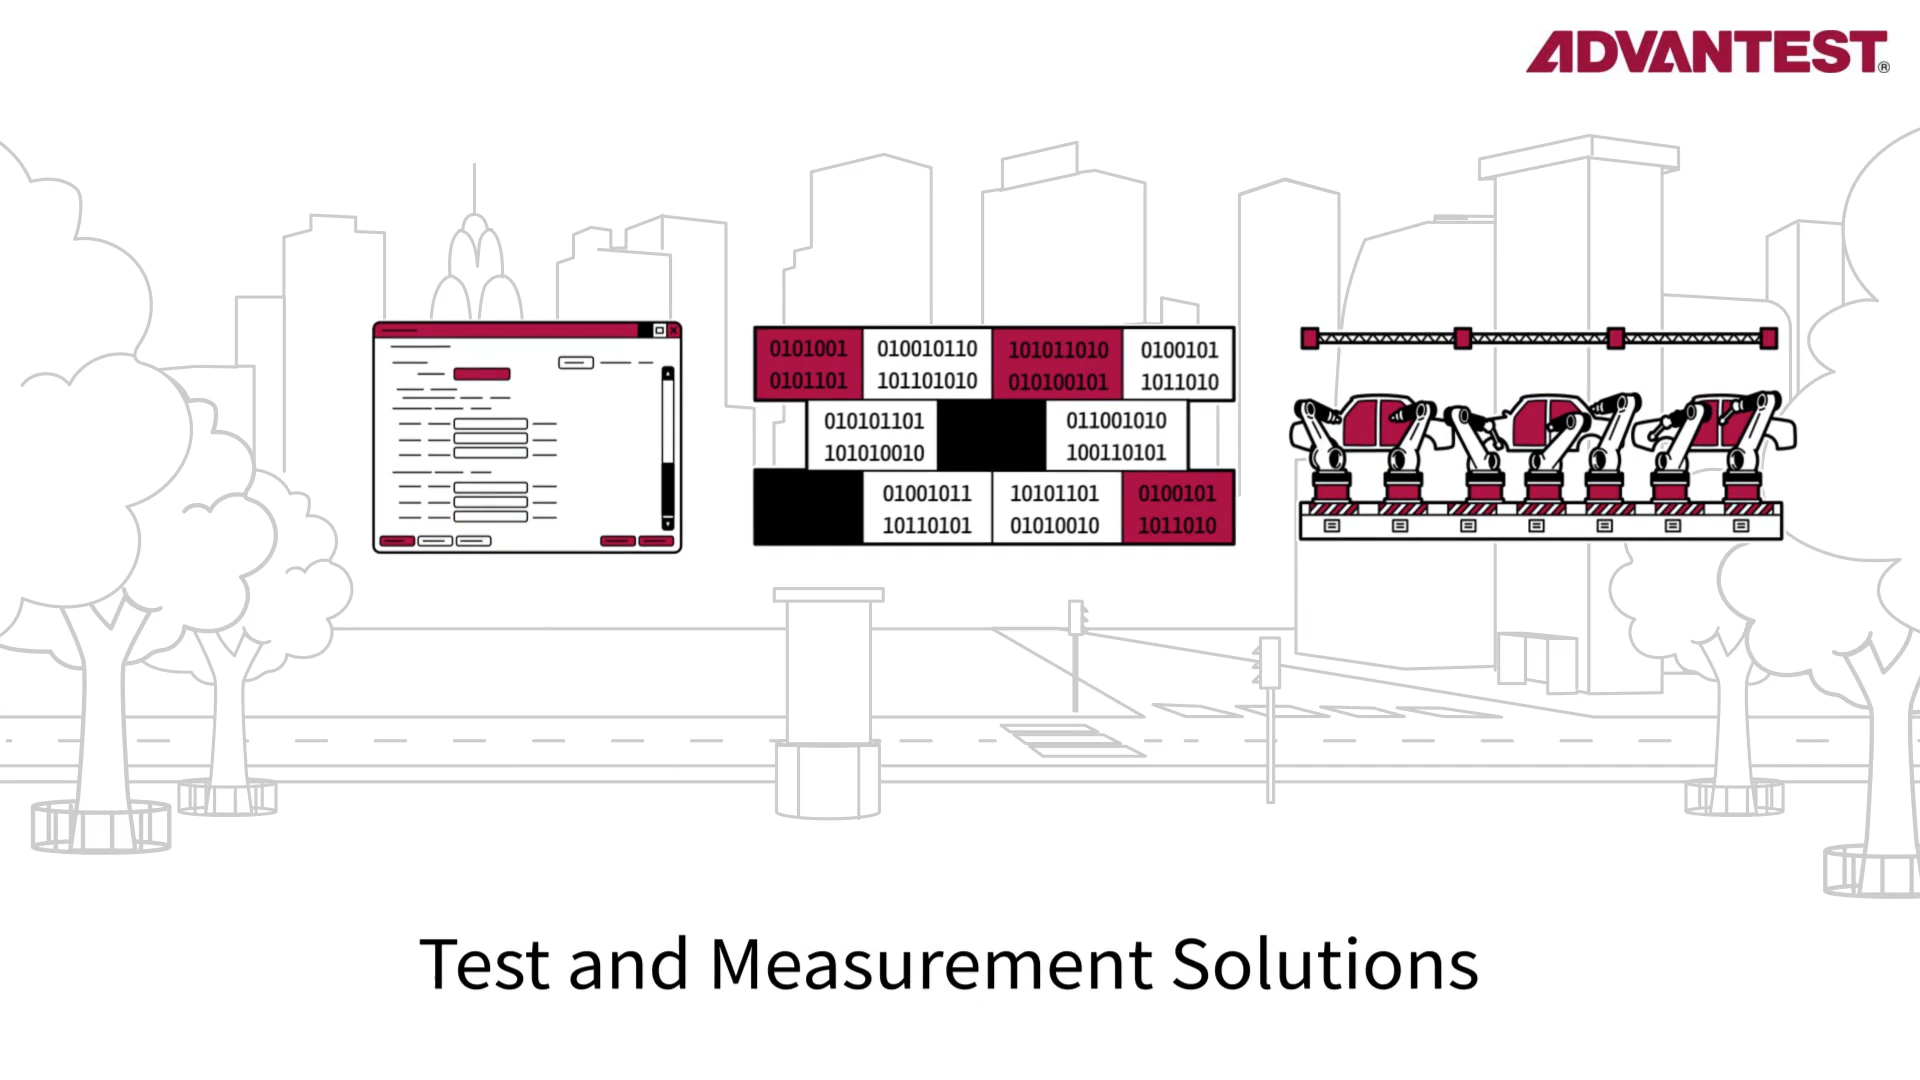 ADVANTEST®
0101001 010010110 101011010 0100101
0101101 101101010 010100101 1011010
010101101 011001010
101010010 100110101
01001011 10101101 0100101
10110101 01010010 1011010
Test and Measurement Solutions